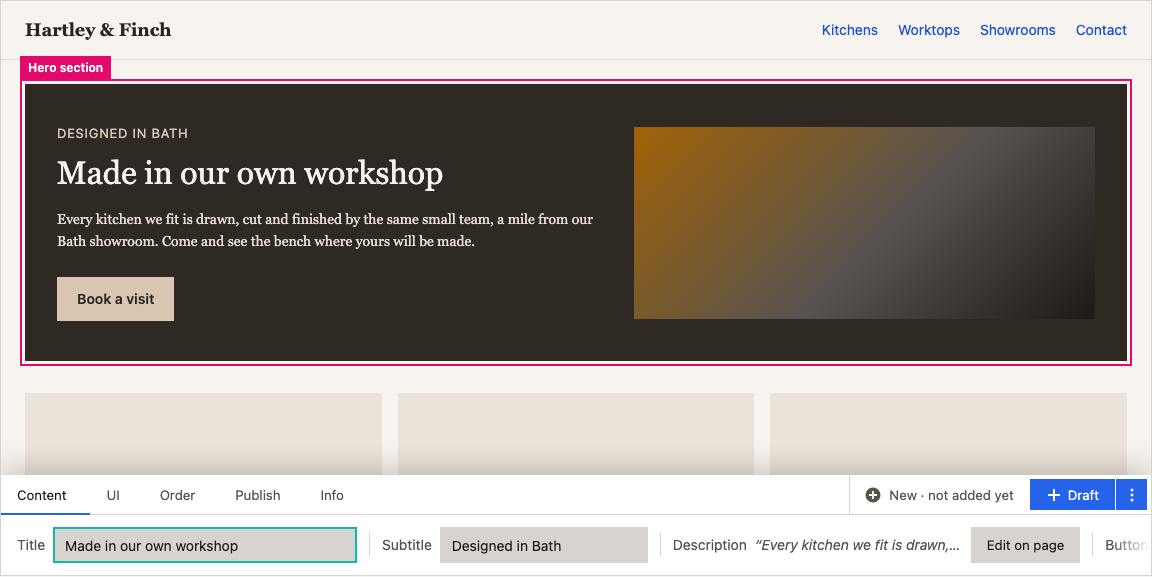 Hartley & Finch
Kitchens Worktops Showrooms Contact
Hero section
DESIGNED IN BATH
Made in our own workshop
Every kitchen we fit is drawn, cut and finished by the same small team, a mile from our
Bath showroom. Come and see the bench where yours will be made.
Book a visit
Content UI Order Publish Info New · not added yet + Draft
Title Made in our own workshop Subtitle Designed in Bath Description “Every kitchen we fit is drawn,... Edit on page Button